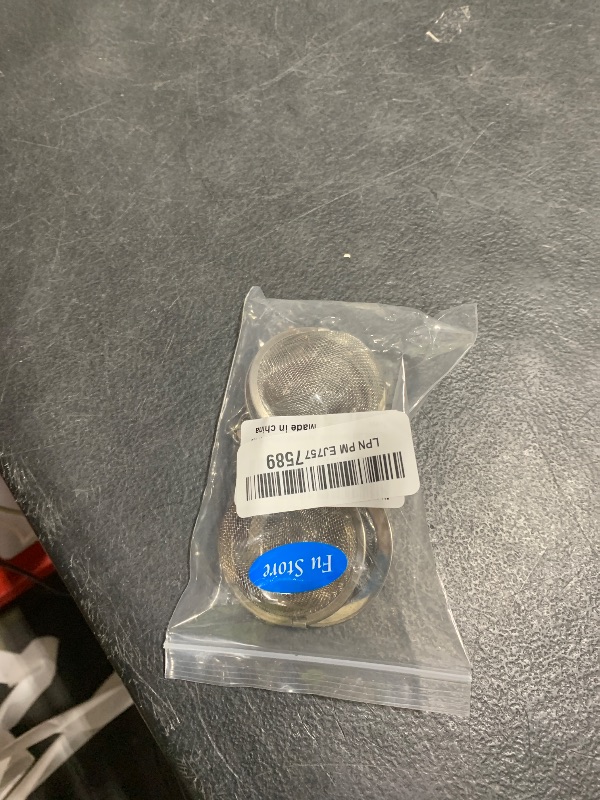 Fu Store
LPN PM EJ757 7589
Made in china